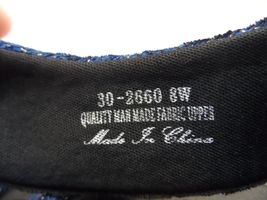 30-2660 8W
QUALITY MAN MADE FABRIC UPPER
Made In China